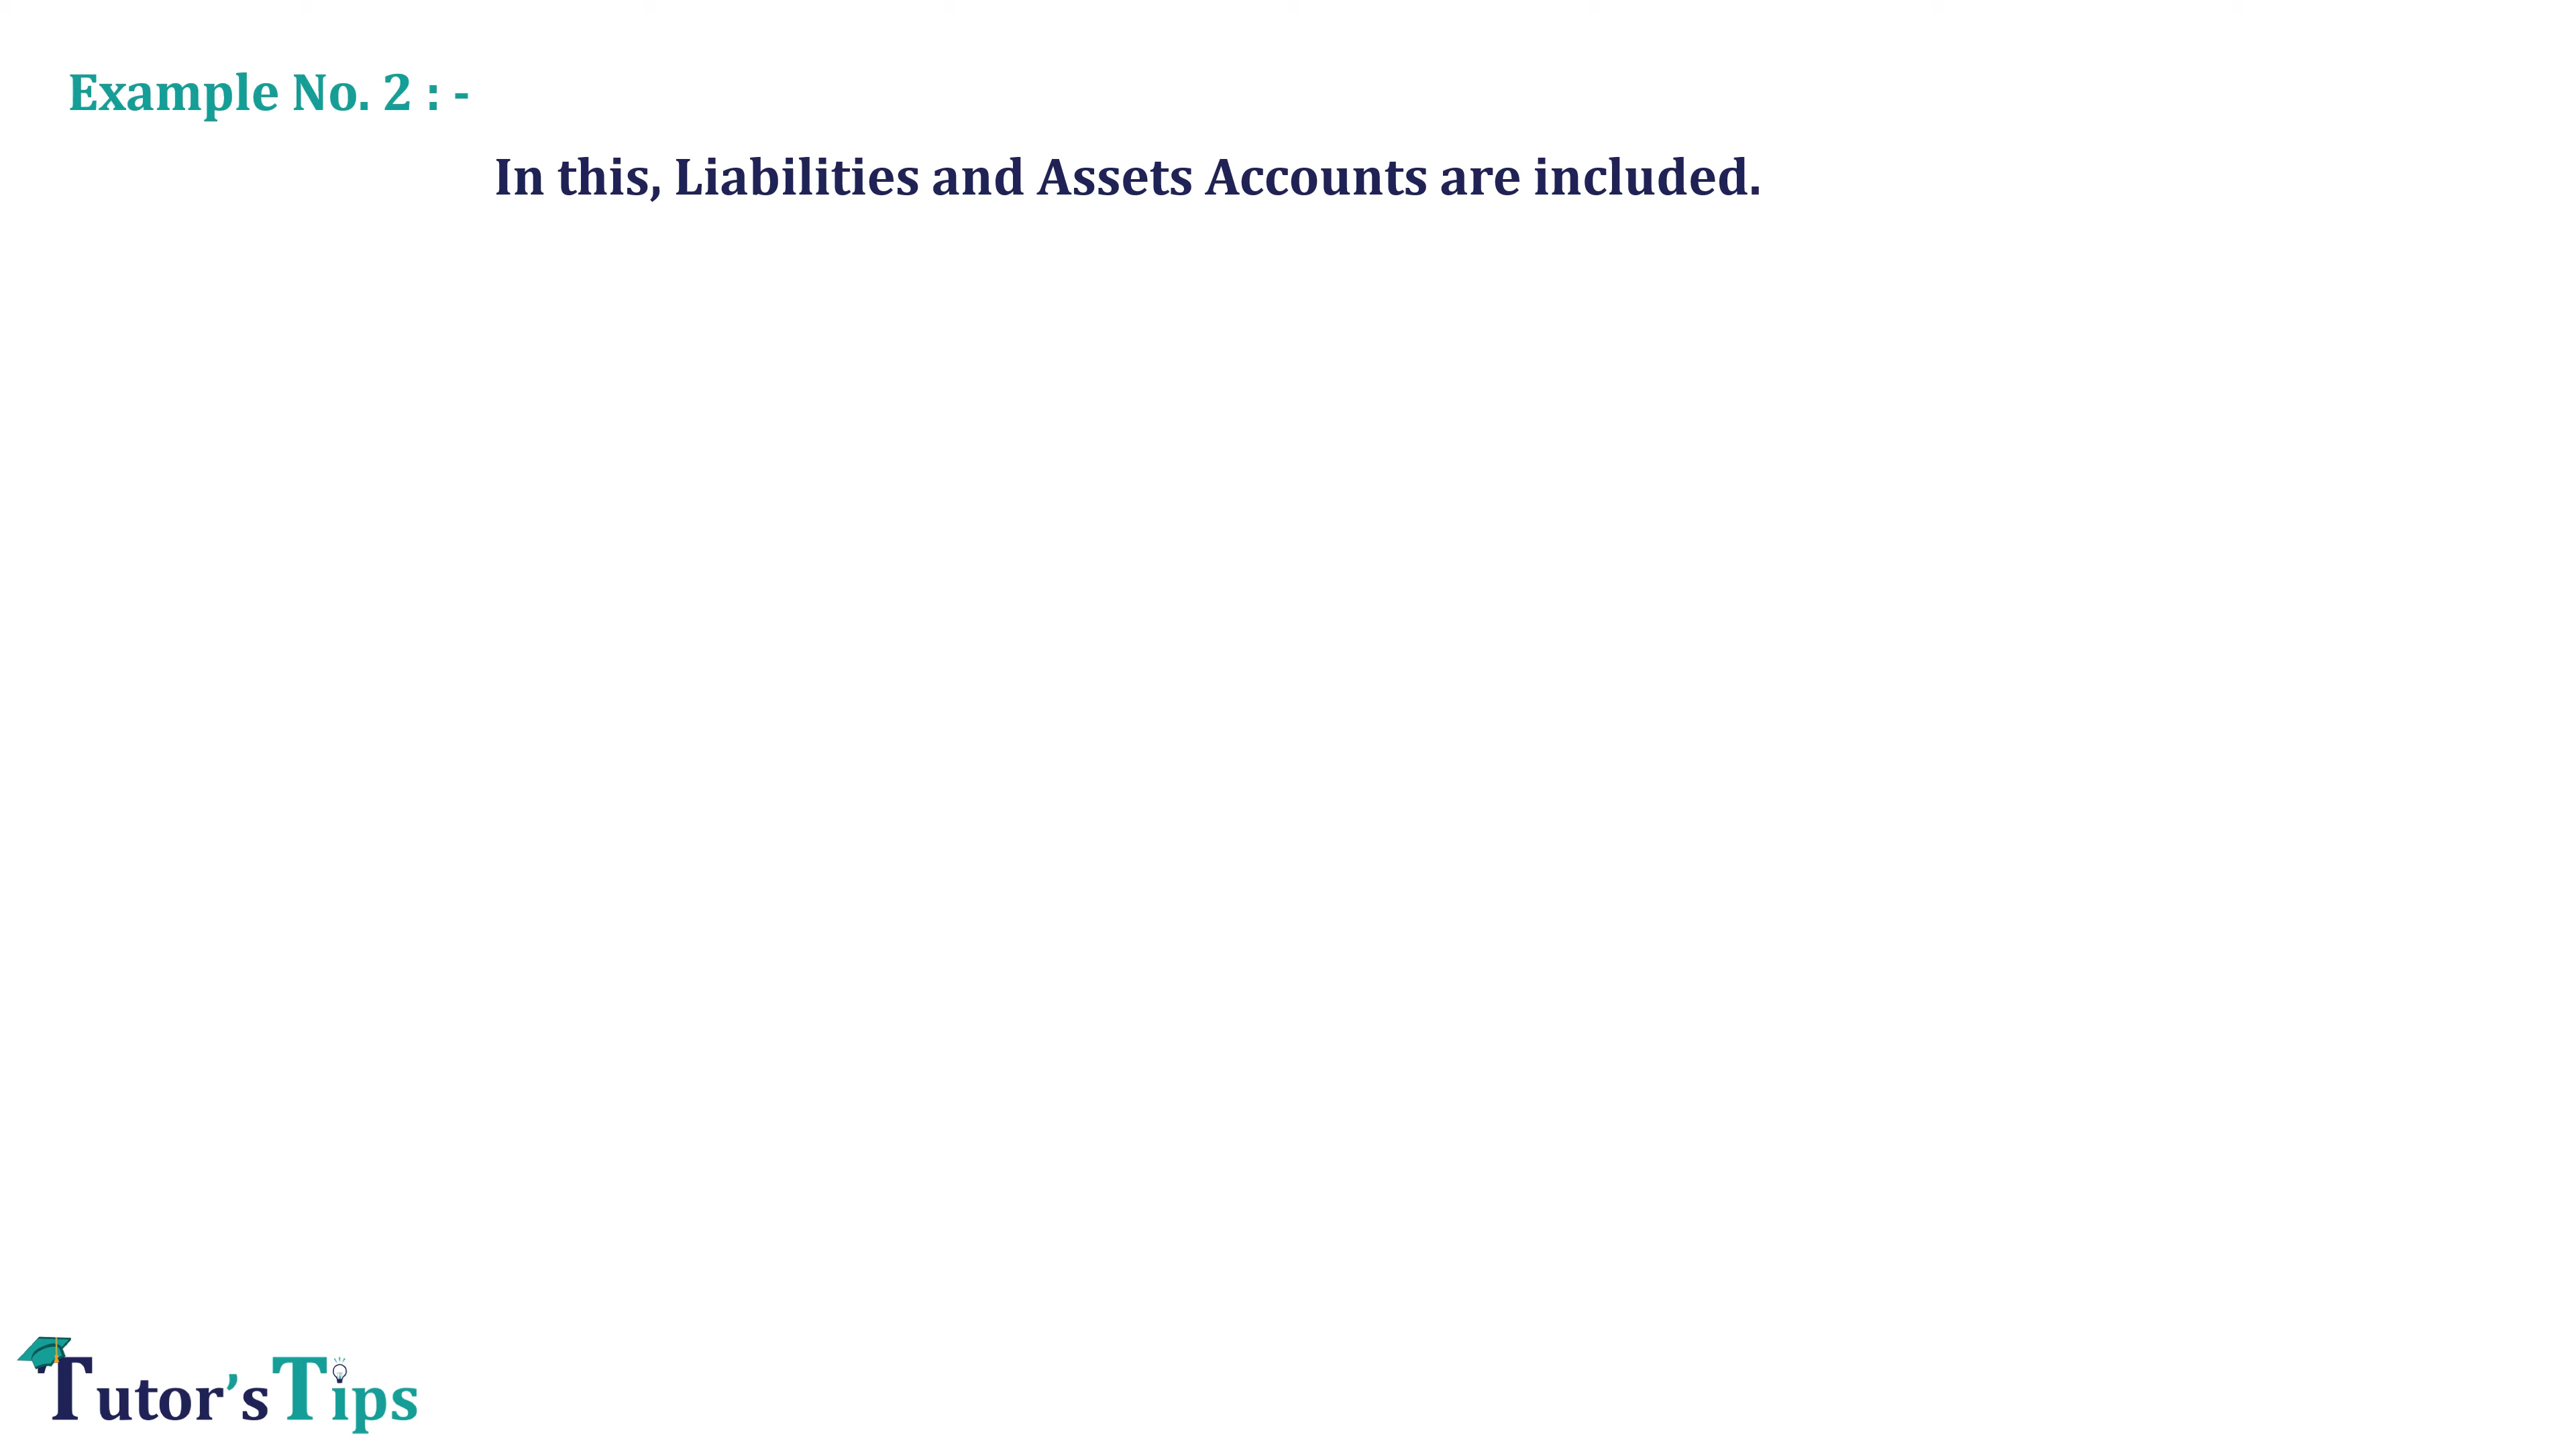 Example No. 2 : -
In this, Liabilities and Assets Accounts are included.
Tutor’s Tips